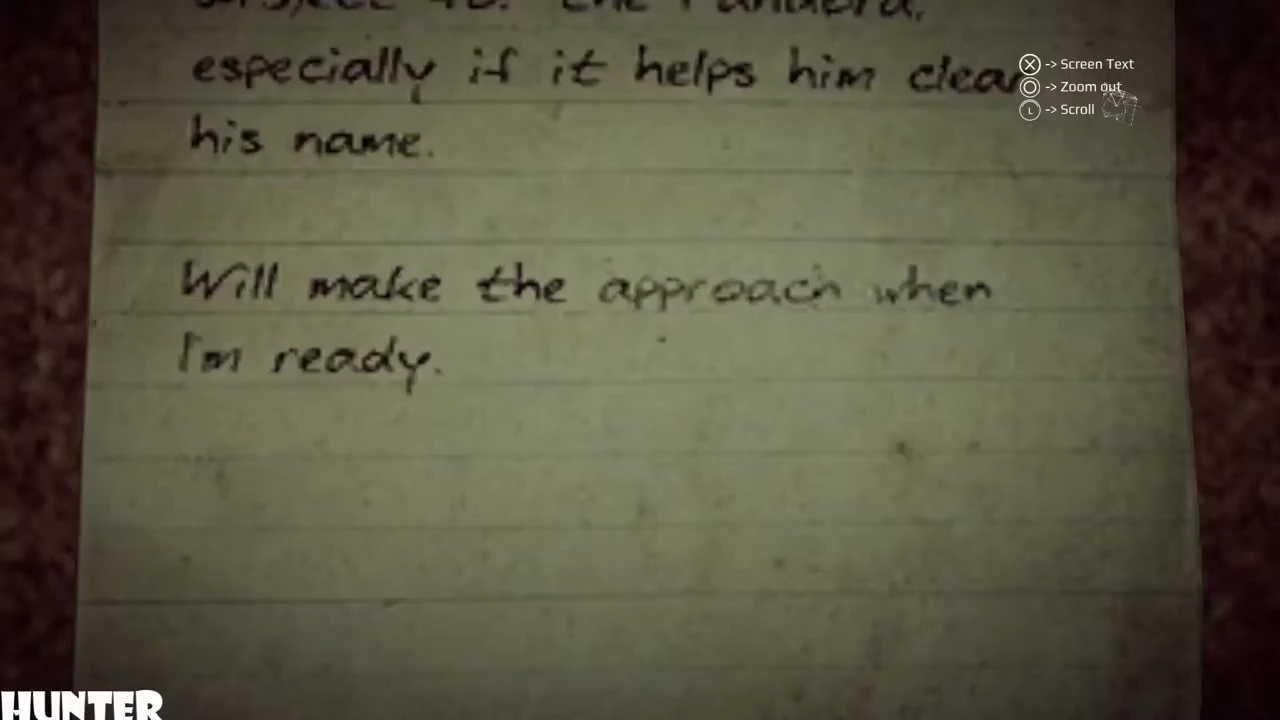 especially if it helps him clear
his name.
Will make the approach when
I'm ready.
X -> Screen Text
O -> Zoom out
L -> Scroll
HUNTER